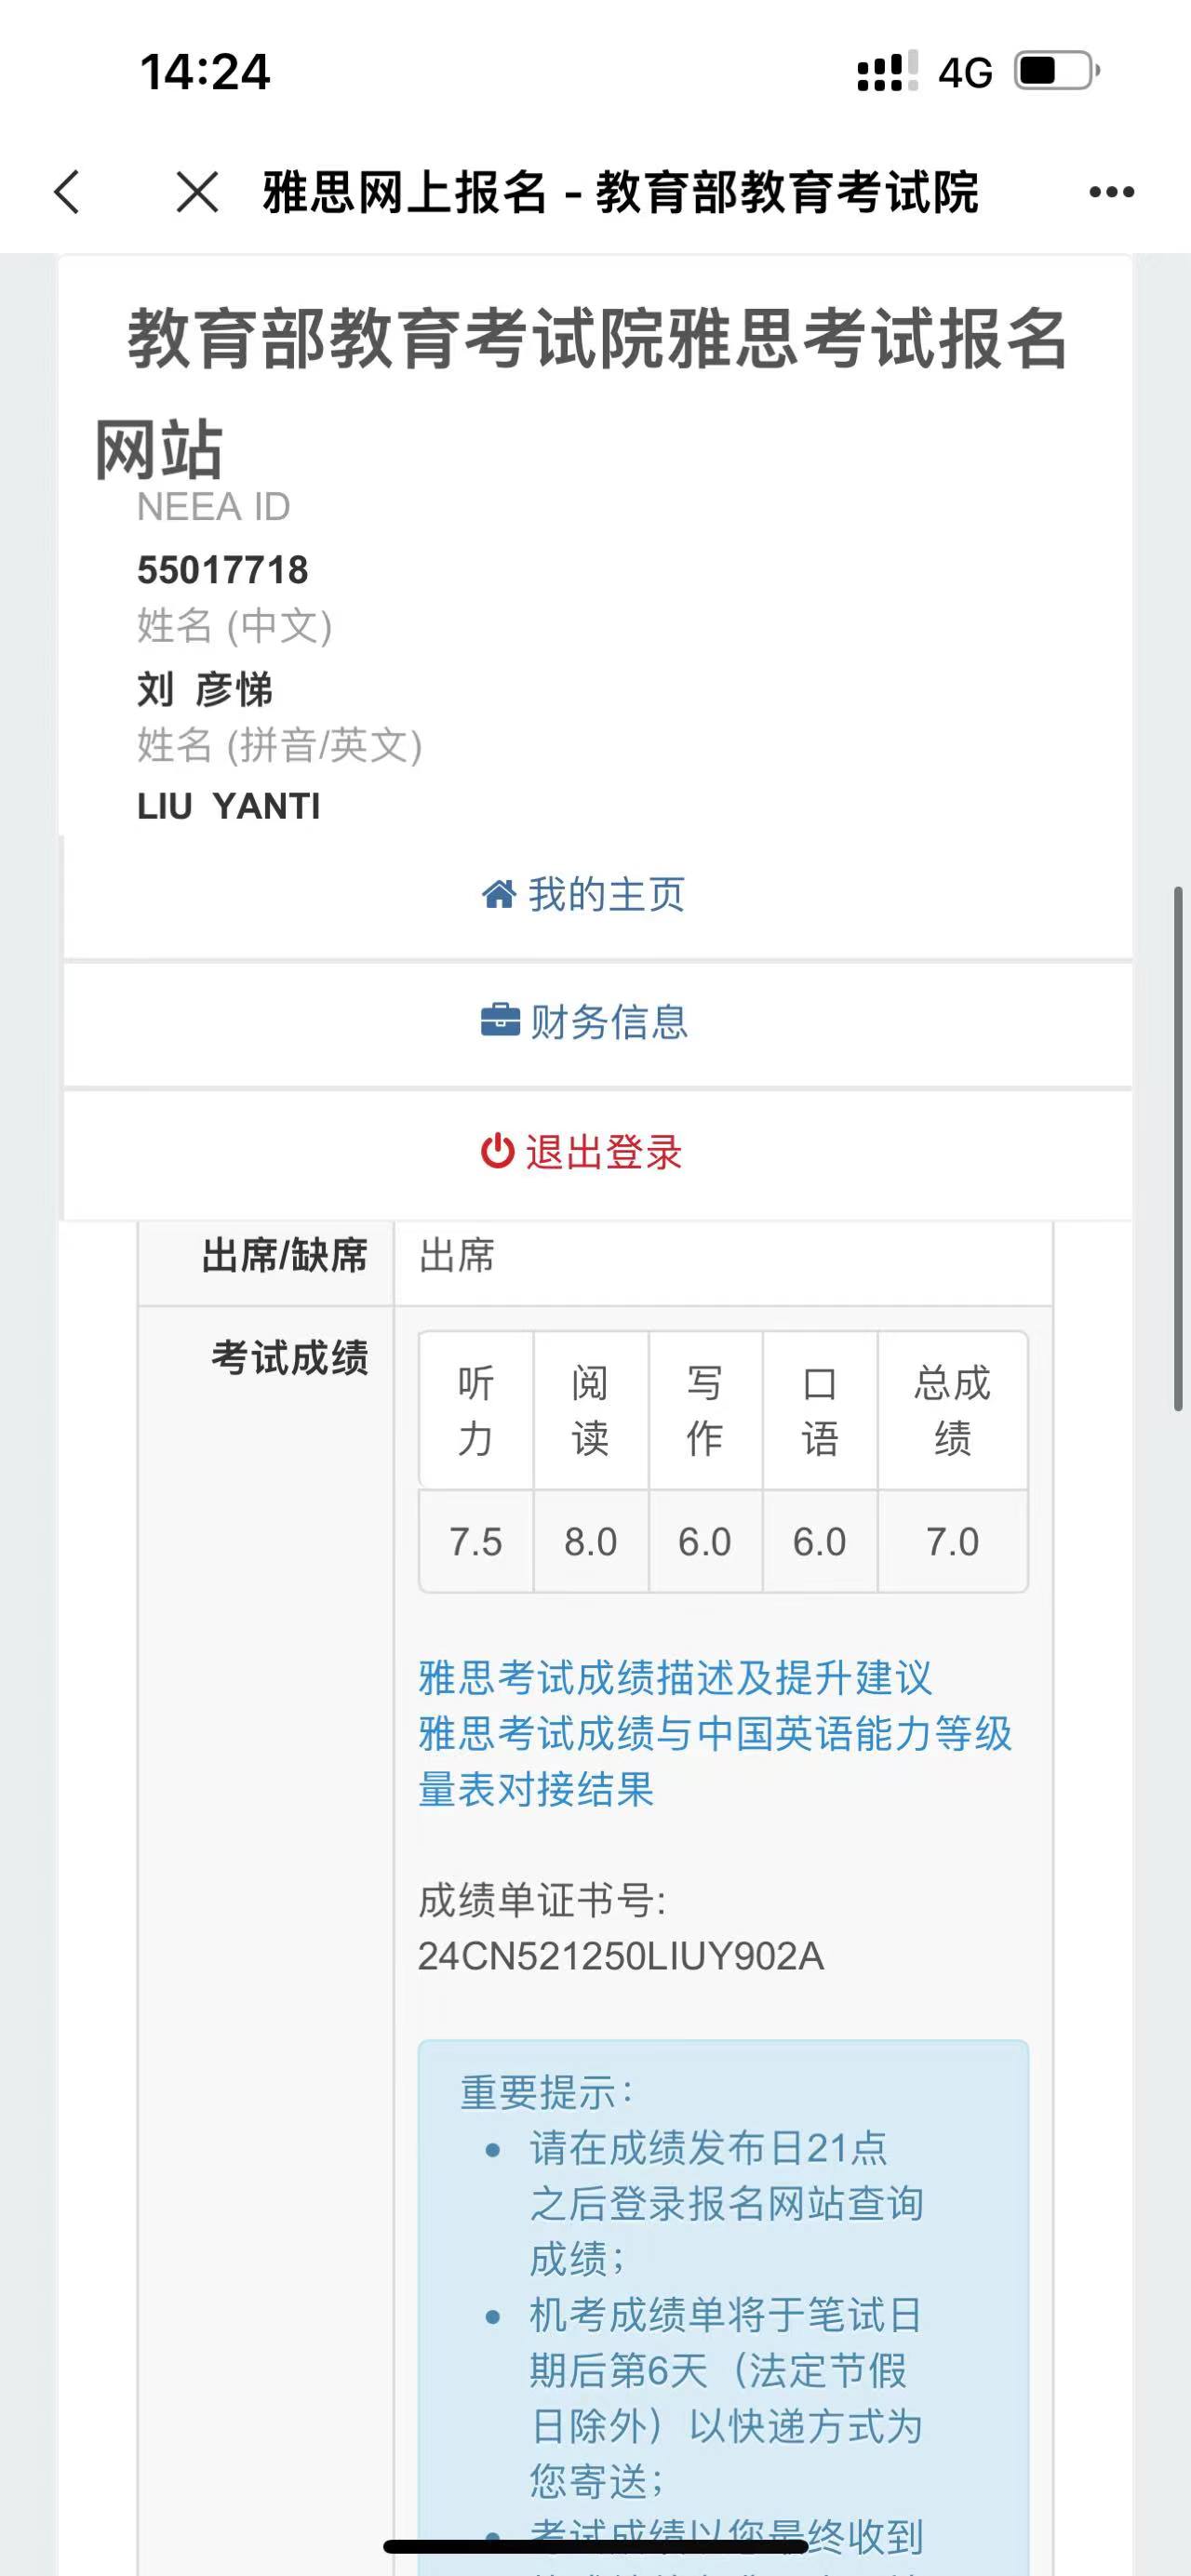 14:24
4G
雅思网上报名 - 教育部教育考试院
教育部教育考试院雅思考试报名
网站
NEEA ID
55017718
姓名 (中文)
刘 彦悌
姓名 (拼音/英文)
LIU YANTI
我的主页
财务信息
退出登录
出席/缺席 出席
考试成绩
听力 阅读 写作 口语 总成绩
7.5 8.0 6.0 6.0 7.0
雅思考试成绩描述及提升建议
雅思考试成绩与中国英语能力等级
量表对接结果
成绩单证书号:
24CN521250LIUY902A
重要提示：
请在成绩发布日21点
之后登录报名网站查询
成绩；
机考成绩单将于笔试日
期后第6天（法定节假
日除外）以快递方式为
您寄送；
考试成绩以您最终收到